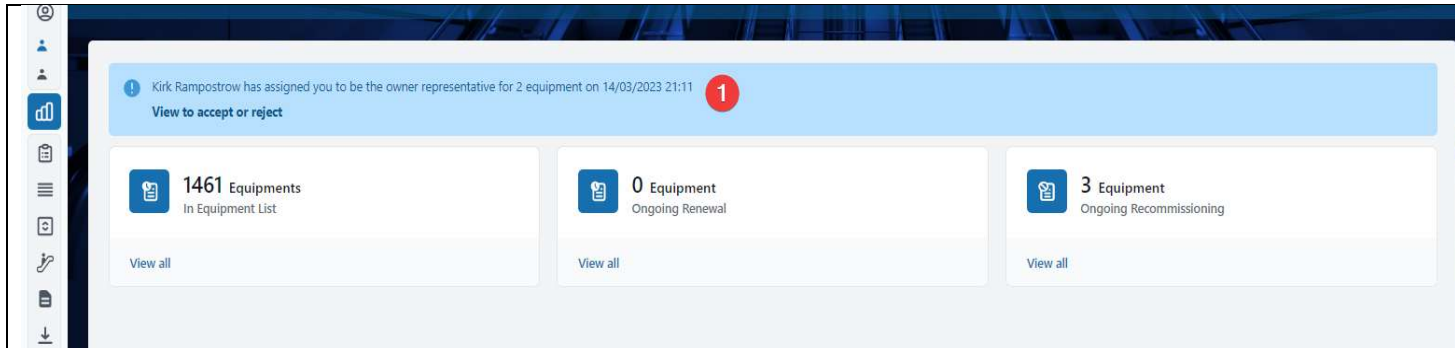 Kirk Rampostrow has assigned you to be the owner representative for 2 equipment on 14/03/2023 21:11
1
View to accept or reject
1461 Equipments
In Equipment List
View all
0 Equipment
Ongoing Renewal
View all
3 Equipment
Ongoing Recommissioning
View all